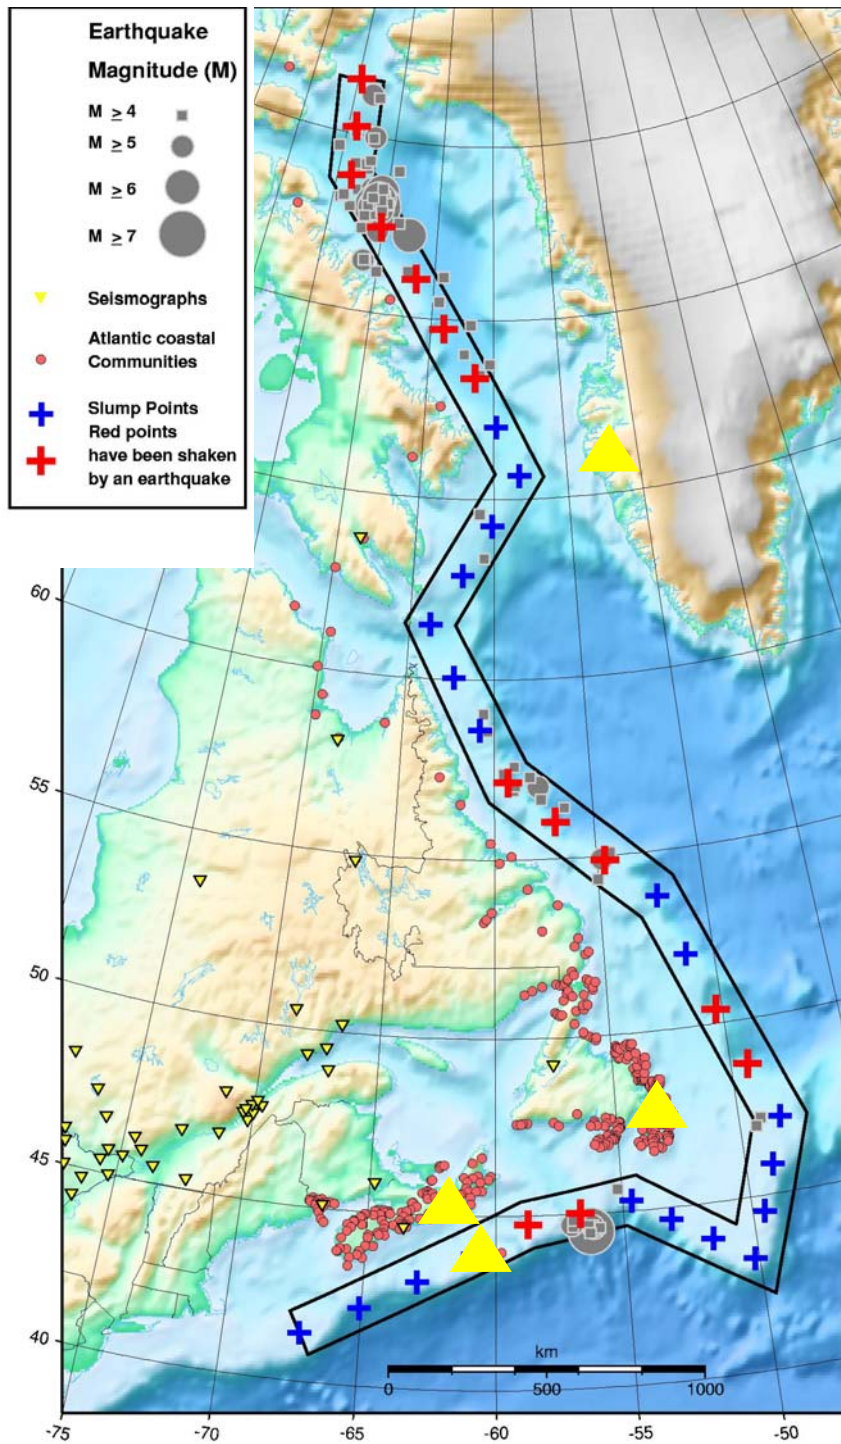 Earthquake
Magnitude (M)
M ≥ 4
M ≥ 5
M ≥ 6
M ≥ 7
Seismographs
Atlantic coastal
Communities
Slump Points
Red points
have been shaken
by an earthquake
60
55
50
45
40
km
0 500 1000
-75 -70 -65 -60 -55 -50